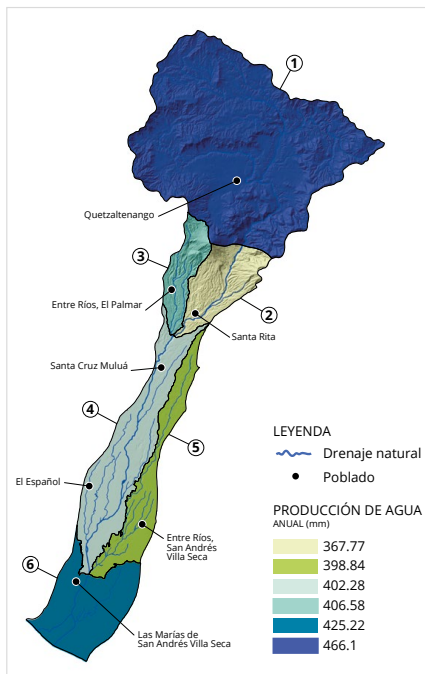 1
Quetzaltenango
3
Entre Ríos, El Palmar
2
Santa Rita
Santa Cruz Muluá
4
5
El Español
Entre Ríos,
San Andrés
Villa Seca
6
Las Marías de
San Andrés Villa Seca
LEYENDA
Drenaje natural
Poblado
PRODUCCIÓN DE AGUA
ANUAL (mm)
367.77
398.84
402.28
406.58
425.22
466.1